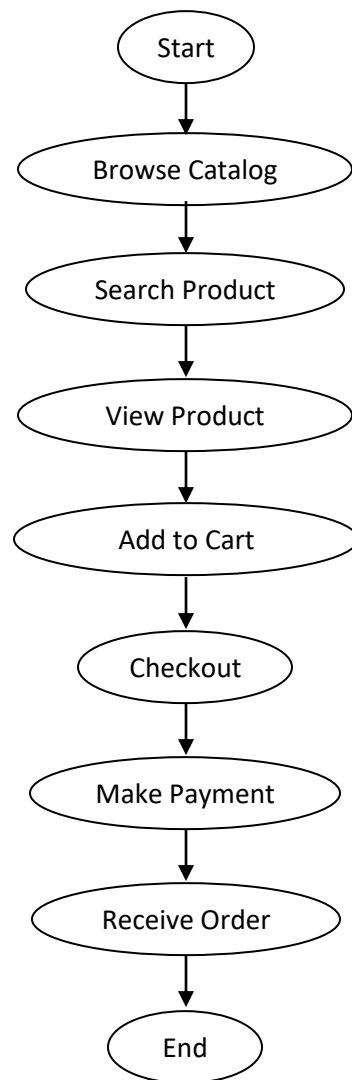 Start
Browse Catalog
Search Product
View Product
Add to Cart
Checkout
Make Payment
Receive Order
End